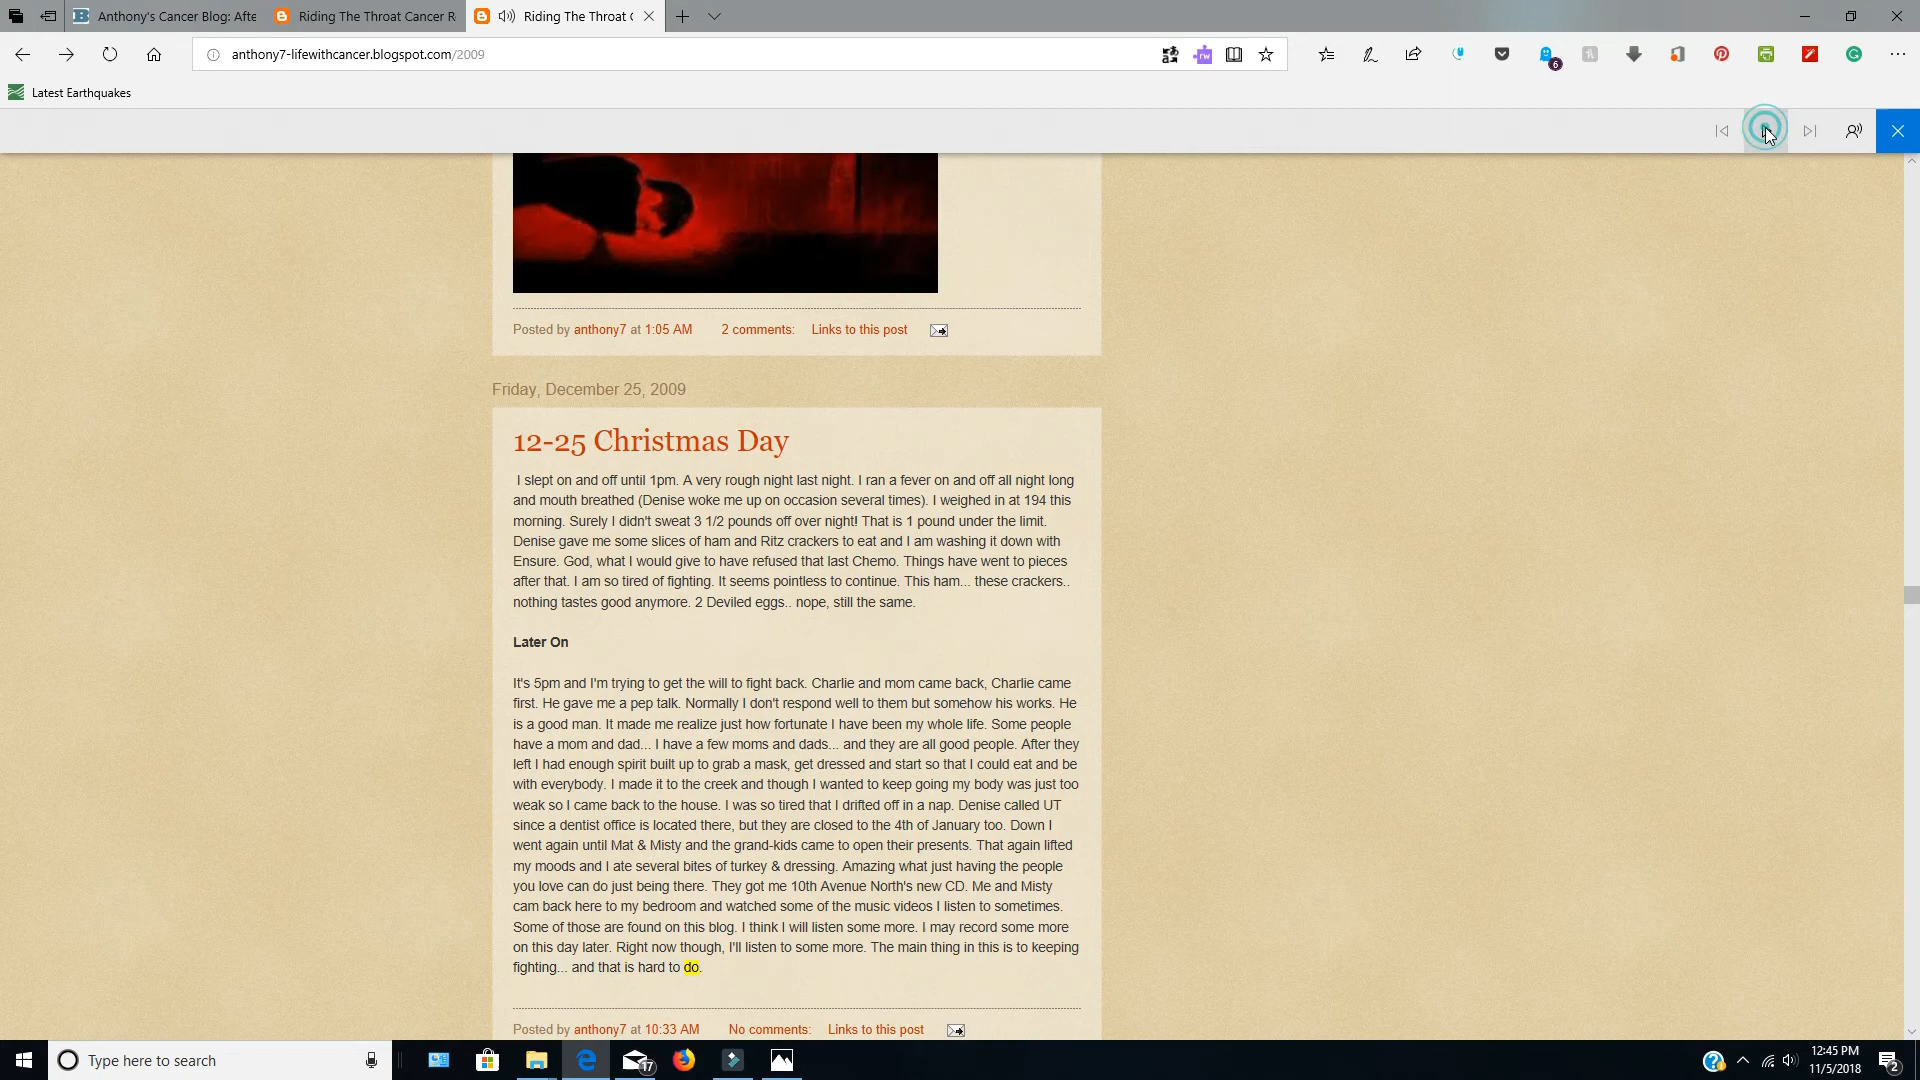 Anthony's Cancer Blog: Afte
Riding The Throat Cancer R
Riding The Throat C
anthony7-lifewithcancer.blogspot.com/2009
6
Latest Earthquakes
Posted by anthony7 at 1:05 AM 2 comments: Links to this post
Friday, December 25, 2009
12-25 Christmas Day
I slept on and off until 1pm. A very rough night last night. I ran a fever on and off all night long
and mouth breathed (Denise woke me up on occasion several times). I weighed in at 194 this
morning. Surely I didn't sweat 3 1/2 pounds off over night! That is 1 pound under the limit.
Denise gave me some slices of ham and Ritz crackers to eat and I am washing it down with
Ensure. God, what I would give to have refused that last Chemo. Things have went to pieces
after that. I am so tired of fighting. It seems pointless to continue. This ham... these crackers..
nothing tastes good anymore. 2 Deviled eggs.. nope, still the same.
Later On
It's 5pm and I'm trying to get the will to fight back. Charlie and mom came back, Charlie came
first. He gave me a pep talk. Normally I don't respond well to them but somehow his works. He
is a good man. It made me realize just how fortunate I have been my whole life. Some people
have a mom and dad... I have a few moms and dads... and they are all good people. After they
left I had enough spirit built up to grab a mask, get dressed and start so that I could eat and be
with everybody. I made it to the creek and though I wanted to keep going my body was just too
weak so I came back to the house. I was so tired that I drifted off in a nap. Denise called UT
since a dentist office is located there, but they are closed to the 4th of January too. Down I
went again until Mat & Misty and the grand-kids came to open their presents. That again lifted
my moods and I ate several bites of turkey & dressing. Amazing what just having the people
you love can do just being there. They got me 10th Avenue North's new CD. Me and Misty
cam back here to my bedroom and watched some of the music videos I listen to sometimes.
Some of those are found on this blog. I think I will listen some more. I may record some more
on this day later. Right now though, I'll listen to some more. The main thing in this is to keeping
fighting... and that is hard to do.
Posted by anthony7 at 10:33 AM No comments: Links to this post
Type here to search
17
12:45 PM
11/5/2018
2